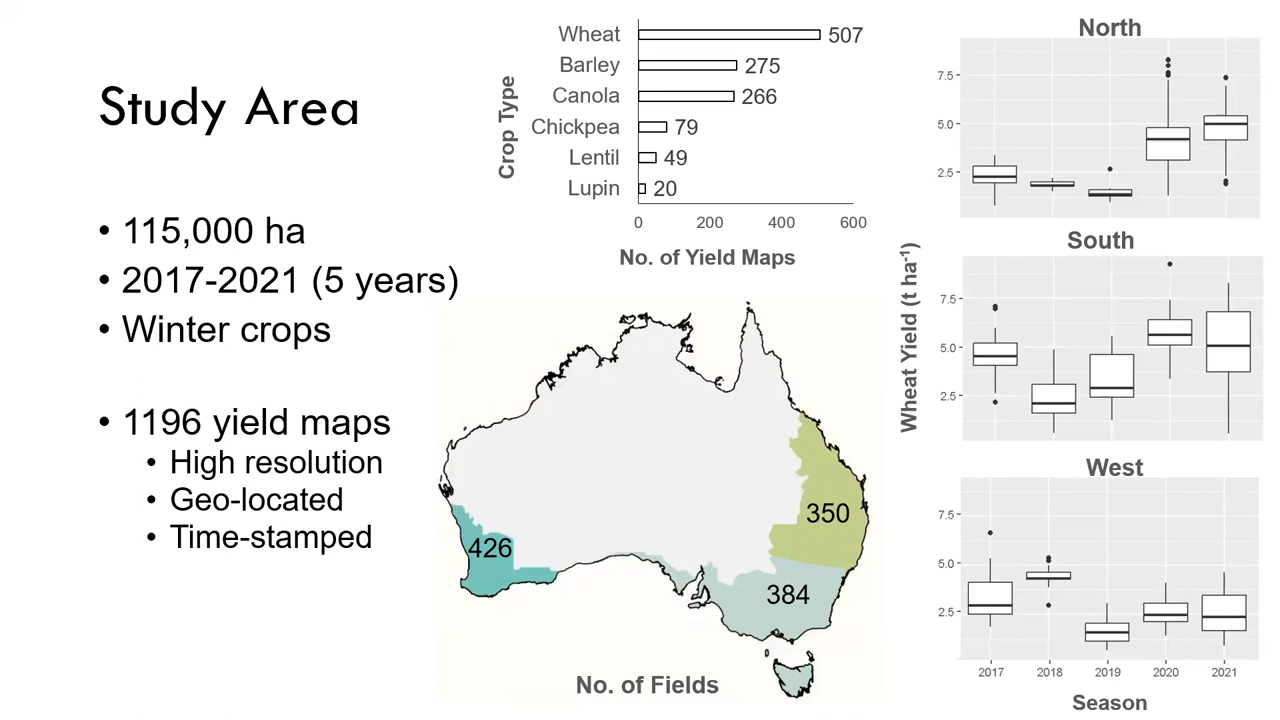 Study Area
• 115,000 ha
• 2017-2021 (5 years)
• Winter crops
• 1196 yield maps
• High resolution
• Geo-located
• Time-stamped
Crop Type
Wheat 507
Barley 275
Canola 266
Chickpea 79
Lentil 49
Lupin 20
0 200 400 600
No. of Yield Maps
426
350
384
No. of Fields
Wheat Yield (t ha-1)
North
7.5
5.0
2.5
South
7.5
5.0
2.5
West
7.5
5.0
2.5
2017 2018 2019 2020 2021
Season